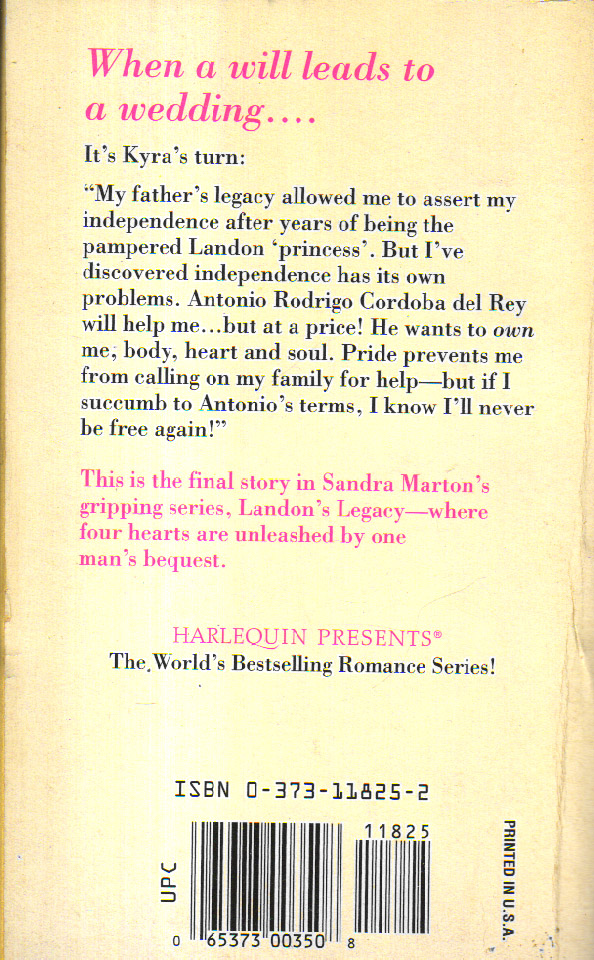 When a will leads to
a wedding....
It's Kyra's turn:
“My father's legacy allowed me to assert my
independence after years of being the
pampered Landon ‘princess’. But I've
discovered independence has its own
problems. Antonio Rodrigo Cordoba del Rey
will help me...but at a price! He wants to own
me, body, heart and soul. Pride prevents me
from calling on my family for help—but if I
succumb to Antonio's terms, I know I'll never
be free again!”
This is the final story in Sandra Marton's
gripping series, Landon's Legacy—where
four hearts are unleashed by one
man's bequest.
HARLEQUIN PRESENTS®
The World's Bestselling Romance Series!
ISBN 0-373-11825-2
11825
UPC
0 65373 00350 8
PRINTED IN U.S.A.